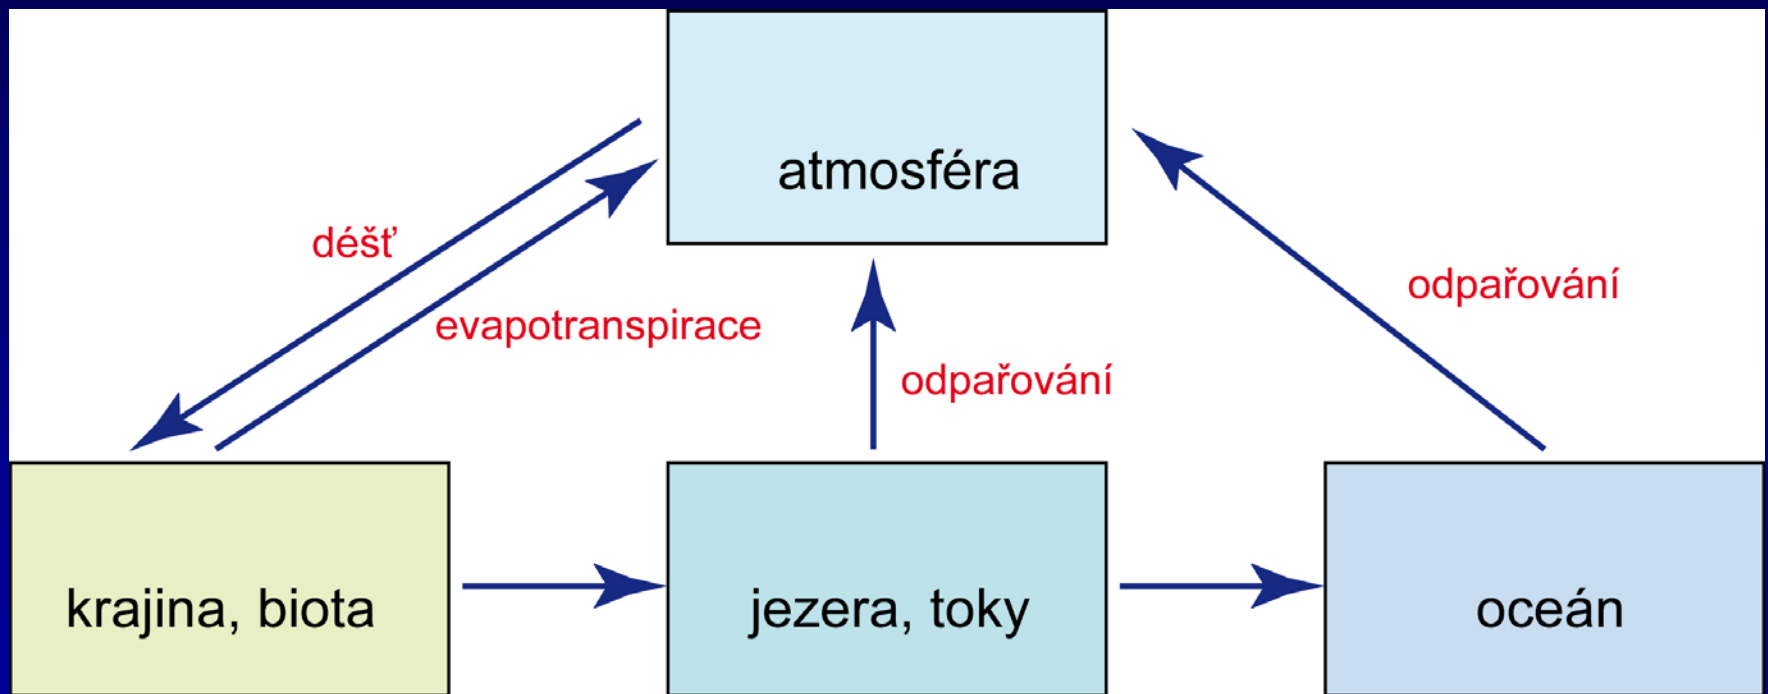 atmosféra
déšť
evapotranspirace
odpařování
odpařování
krajina, biota
jezera, toky
oceán